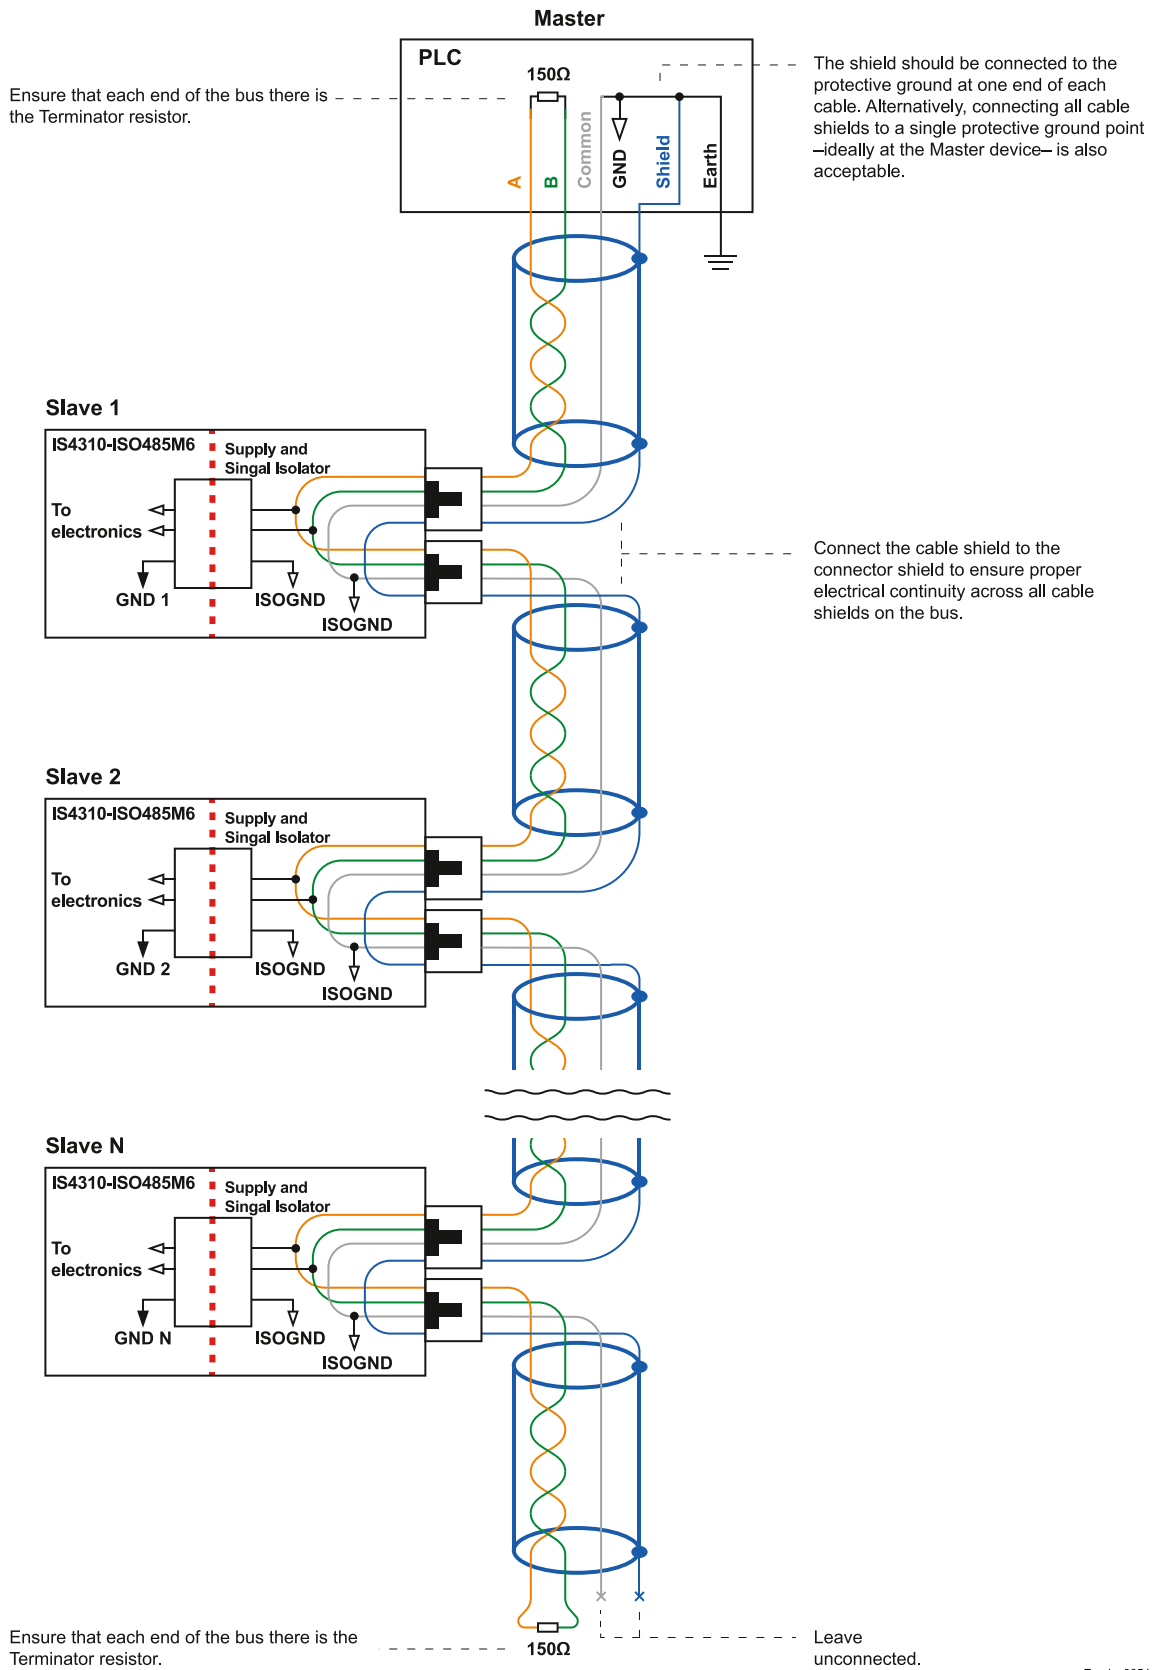 Master
PLC
150Ω
Ensure that each end of the bus there is
the Terminator resistor.
The shield should be connected to the
protective ground at one end of each
cable. Alternatively, connecting all cable
shields to a single protective ground point
–ideally at the Master device– is also
acceptable.
A
B
Common
GND
Shield
Earth
Slave 1
IS4310-ISO485M6
Supply and
Singal Isolator
To
electronics
GND 1
ISOGND
ISOGND
Connect the cable shield to the
connector shield to ensure proper
electrical continuity across all cable
shields on the bus.
Slave 2
IS4310-ISO485M6
Supply and
Singal Isolator
To
electronics
GND 2
ISOGND
ISOGND
Slave N
IS4310-ISO485M6
Supply and
Singal Isolator
To
electronics
GND N
ISOGND
ISOGND
Ensure that each end of the bus there is the
Terminator resistor.
150Ω
Leave
unconnected.